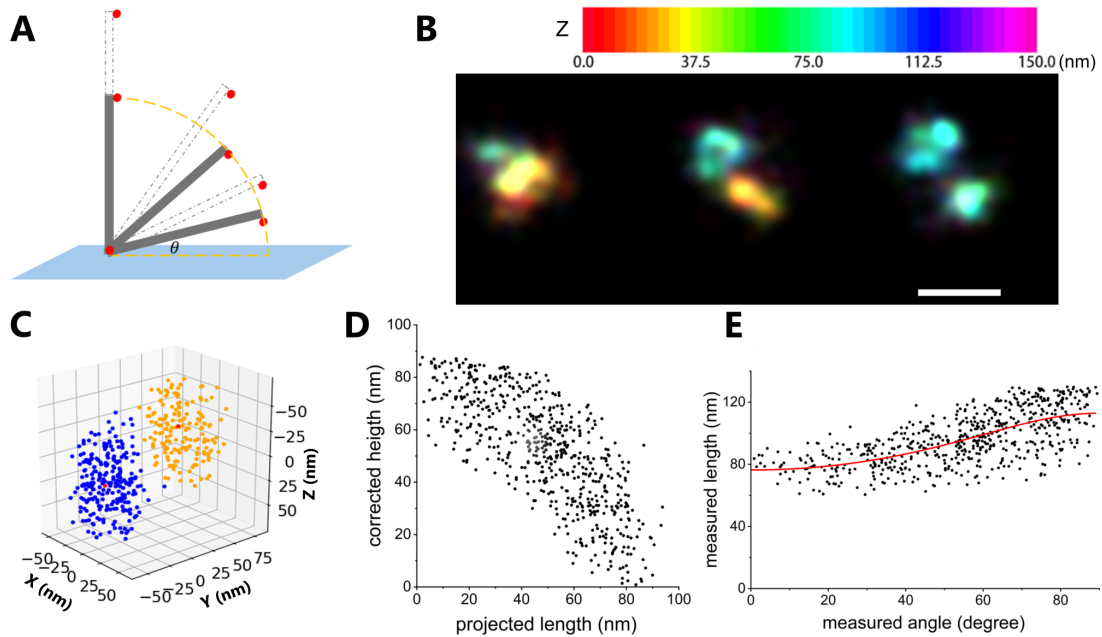 A
θ
B
Z
0.0 37.5 75.0 112.5 150.0 (nm)
C
−50
−25
0
25
50
Z (nm)
−50
−25
0
25
50
X (nm)
−50
−25
0
25
50
75
Y (nm)
D
100
80
60
40
20
0
corrected heigth (nm)
0 20 40 60 80 100
projected length (nm)
E
120
80
40
0
measured length (nm)
0 20 40 60 80
measured angle (degree)